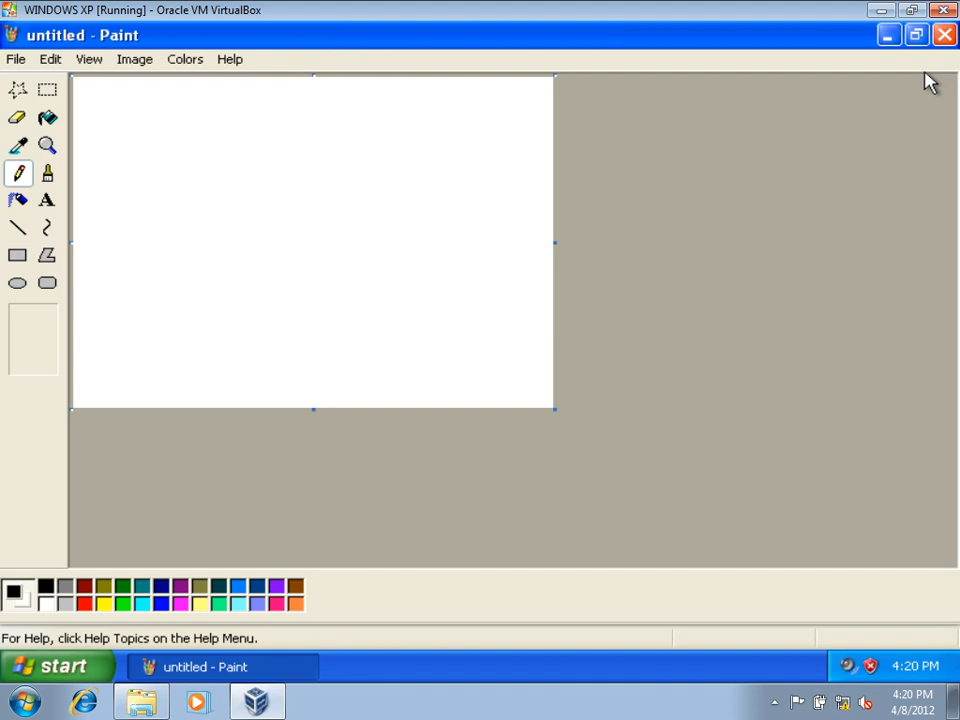 WINDOWS XP [Running] - Oracle VM VirtualBox
untitled - Paint
File Edit View Image Colors Help
A
For Help, click Help Topics on the Help Menu.
start untitled - Paint 4:20 PM
4:20 PM
4/8/2012